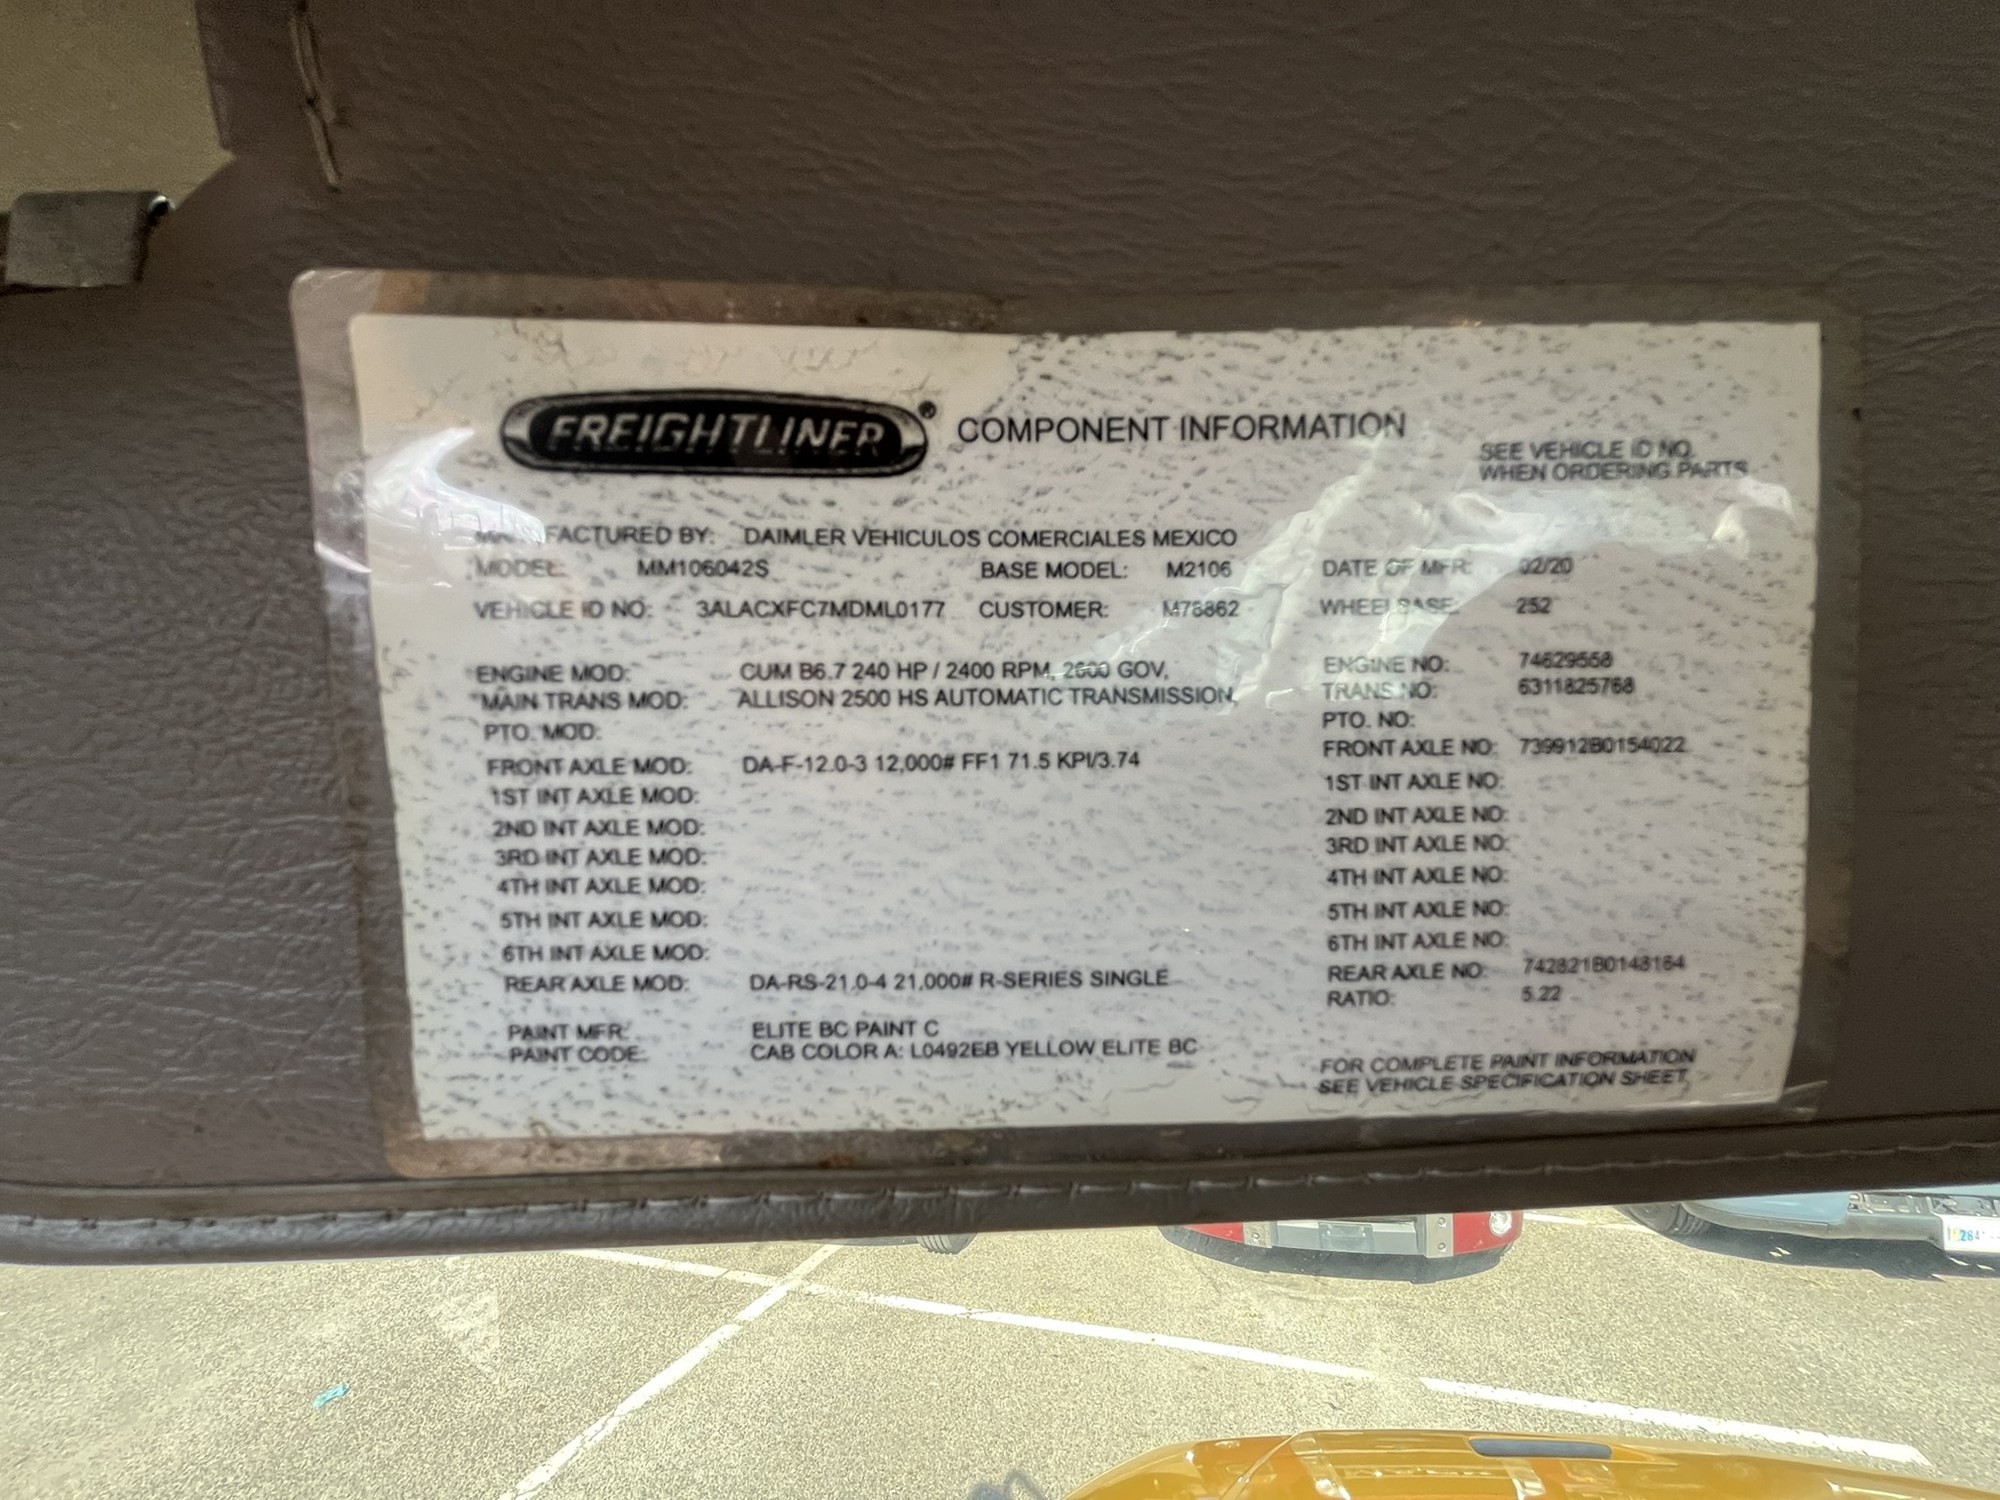 FREIGHTLINER® COMPONENT INFORMATION
SEE VEHICLE ID NO.
WHEN ORDERING PARTS
MANUFACTURED BY: DAIMLER VEHICULOS COMERCIALES MEXICO
MODEL: MM106042S BASE MODEL: M2106 DATE OF MFR: 02/20
VEHICLE ID NO: 3ALACXFC7MDML0177 CUSTOMER: M78862 WHEELBASE: 252
ENGINE MOD: CUM B6.7 240 HP / 2400 RPM, 2600 GOV, ENGINE NO: 74629558
MAIN TRANS MOD: ALLISON 2500 HS AUTOMATIC TRANSMISSION, TRANS NO: 6311825768
PTO. MOD: PTO. NO:
FRONT AXLE MOD: DA-F-12.0-3 12,000# FF1 71.5 KPI/3.74 FRONT AXLE NO: 739912B0154022
1ST INT AXLE MOD: 1ST INT AXLE NO:
2ND INT AXLE MOD: 2ND INT AXLE NO:
3RD INT AXLE MOD: 3RD INT AXLE NO:
4TH INT AXLE MOD: 4TH INT AXLE NO:
5TH INT AXLE MOD: 5TH INT AXLE NO:
6TH INT AXLE MOD: 6TH INT AXLE NO:
REAR AXLE MOD: DA-RS-21.0-4 21,000# R-SERIES SINGLE REAR AXLE NO: 742821B0148164
RATIO: 5.22
PAINT MFR: ELITE BC PAINT C
PAINT CODE: CAB COLOR A: L0492EB YELLOW ELITE BC
FOR COMPLETE PAINT INFORMATION
SEE VEHICLE SPECIFICATION SHEET